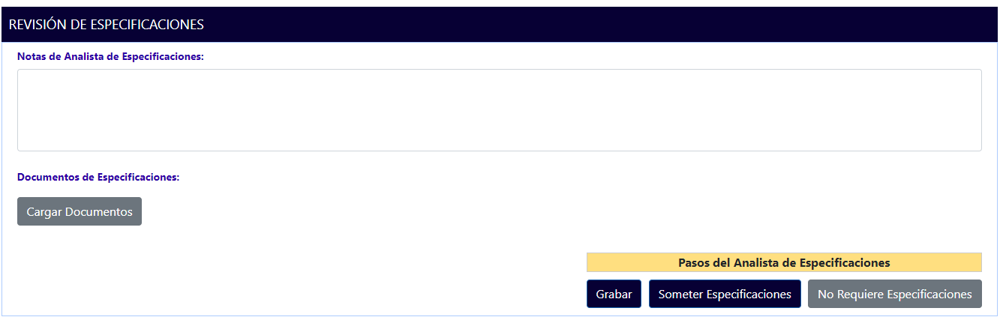 REVISIÓN DE ESPECIFICACIONES
Notas de Analista de Especificaciones:
Documentos de Especificaciones:
Cargar Documentos
Pasos del Analista de Especificaciones
Grabar Someter Especificaciones No Requiere Especificaciones